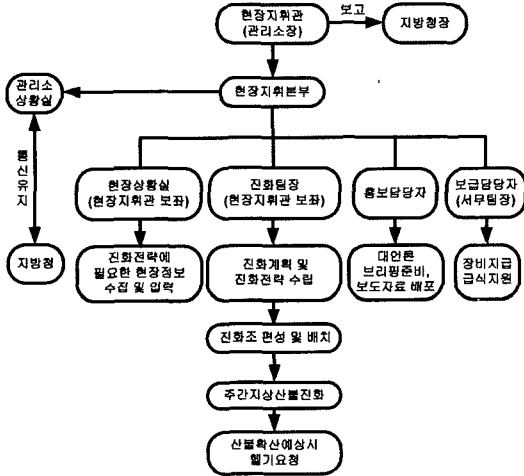 현장지휘관
(관리소장)
보고
지방청장
관리소
상황실
현장지휘본부
통신유지
지방청
현장상황실
(현장지휘관 보좌)
진화팀장
(현장지휘관 보좌)
홍보담당자
보급담당자
(서무팀장)
진화전략에
필요한 현장정보
수집 및 입력
진화계획 및
진화전략 수립
대언론
브리핑준비,
보도자료 배포
장비지급
급식지원
진화조 편성 및 배치
주간지상산불진화
산불확산예상시
헬기요청